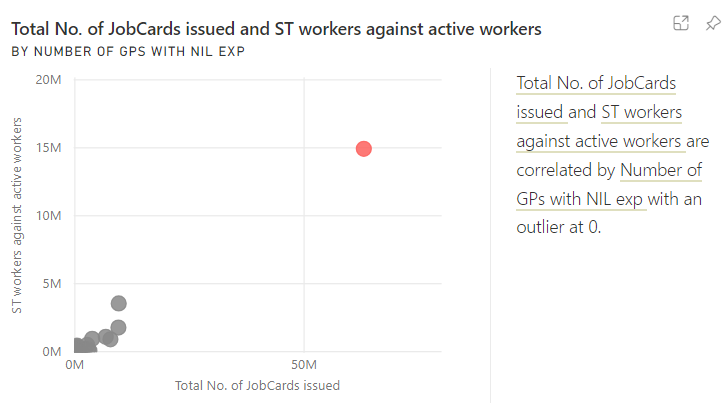 Total No. of JobCards issued and ST workers against active workers
BY NUMBER OF GPS WITH NIL EXP
20M
15M
10M
5M
0M
ST workers against active workers
0M
50M
Total No. of JobCards issued
Total No. of JobCards
issued and ST workers
against active workers are
correlated by Number of
GPs with NIL exp with an
outlier at 0.